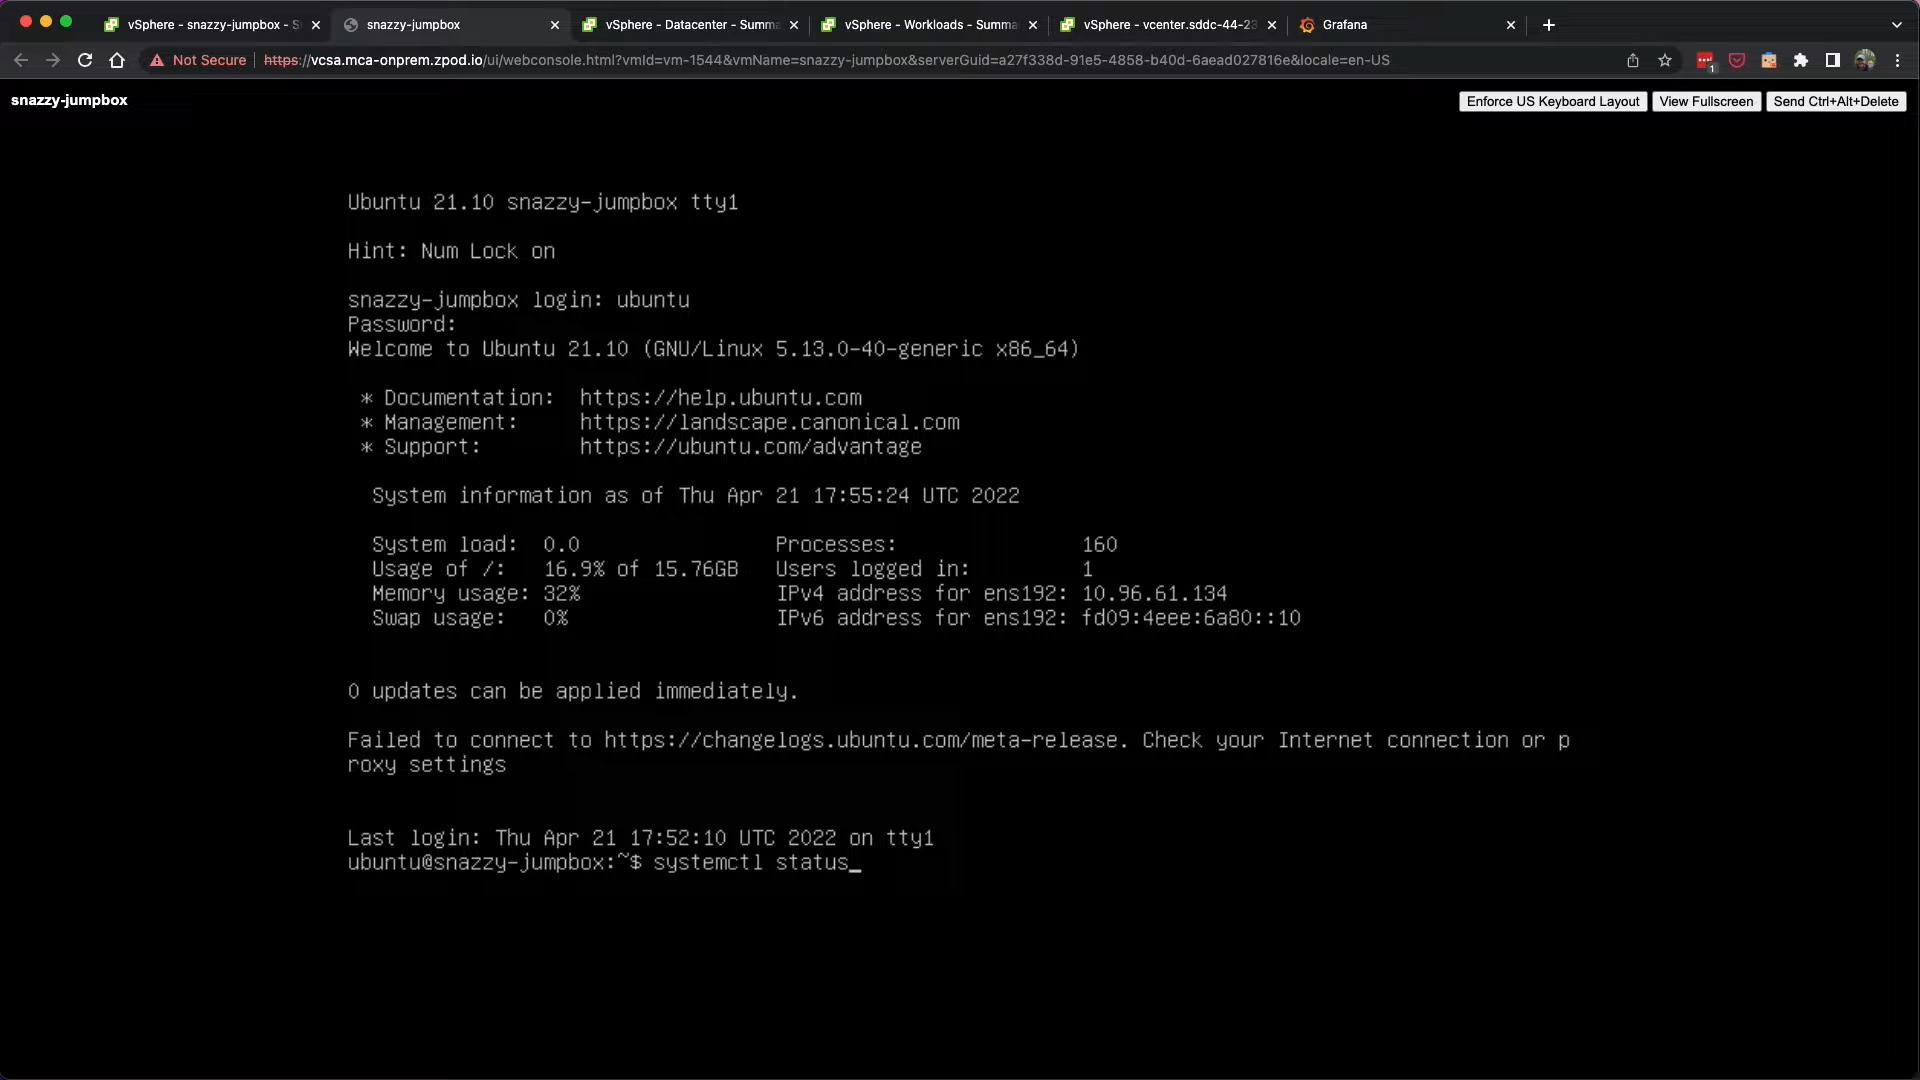 vSphere - snazzy-jumpbox - S
snazzy-jumpbox
vSphere - Datacenter - Summa
vSphere - Workloads - Summa
vSphere - vcenter.sddc-44-23
Grafana
Not Secure
https://vcsa.mca-onprem.zpod.io/ui/webconsole.html?vmId=vm-1544&vmName=snazzy-jumpbox&serverGuid=a27f338d-91e5-4858-b40d-6aead027816e&locale=en-US
1
snazzy-jumpbox
Enforce US Keyboard Layout
View Fullscreen
Send Ctrl+Alt+Delete
Ubuntu 21.10 snazzy-jumpbox tty1
Hint: Num Lock on
snazzy-jumpbox login: ubuntu
Password:
Welcome to Ubuntu 21.10 (GNU/Linux 5.13.0-40-generic x86_64)
* Documentation: https://help.ubuntu.com
* Management: https://landscape.canonical.com
* Support: https://ubuntu.com/advantage
System information as of Thu Apr 21 17:55:24 UTC 2022
System load: 0.0 Processes: 160
Usage of /: 16.9% of 15.76GB Users logged in: 1
Memory usage: 32% IPv4 address for ens192: 10.96.61.134
Swap usage: 0% IPv6 address for ens192: fd09:4eee:6a80::10
0 updates can be applied immediately.
Failed to connect to https://changelogs.ubuntu.com/meta-release. Check your Internet connection or p
roxy settings
Last login: Thu Apr 21 17:52:10 UTC 2022 on tty1
ubuntu@snazzy-jumpbox:~$ systemctl status_